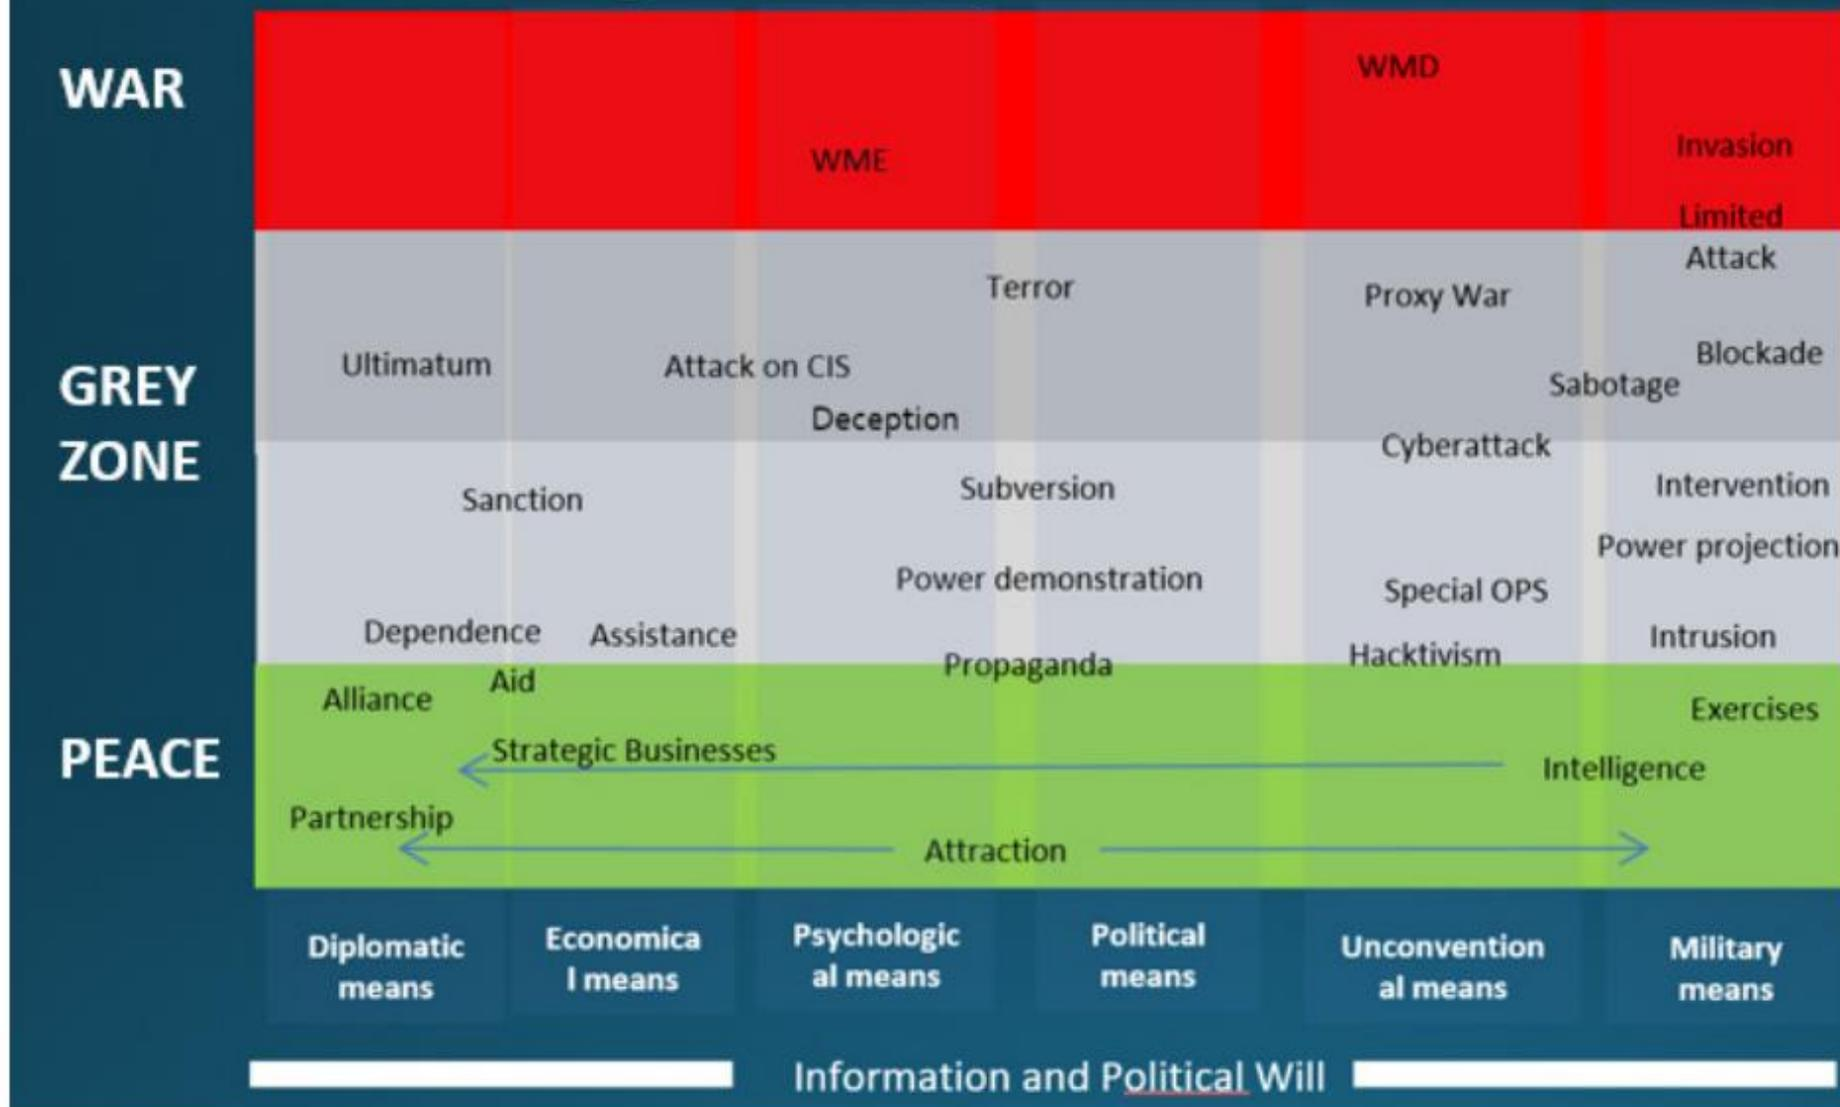 WAR
WMD
Invasion
WME
Limited
Attack
Terror
Proxy War
Blockade
Ultimatum
Attack on CIS
Sabotage
GREY
ZONE
Deception
Cyberattack
Sanction
Subversion
Intervention
Power projection
Power demonstration
Special OPS
Dependence
Assistance
Intrusion
Propaganda
Hacktivism
Aid
Alliance
Exercises
PEACE
Strategic Businesses
Intelligence
Partnership
Attraction
Diplomatic
means
Economica
l means
Psychologic
al means
Political
means
Unconvention
al means
Military
means
Information and Political Will